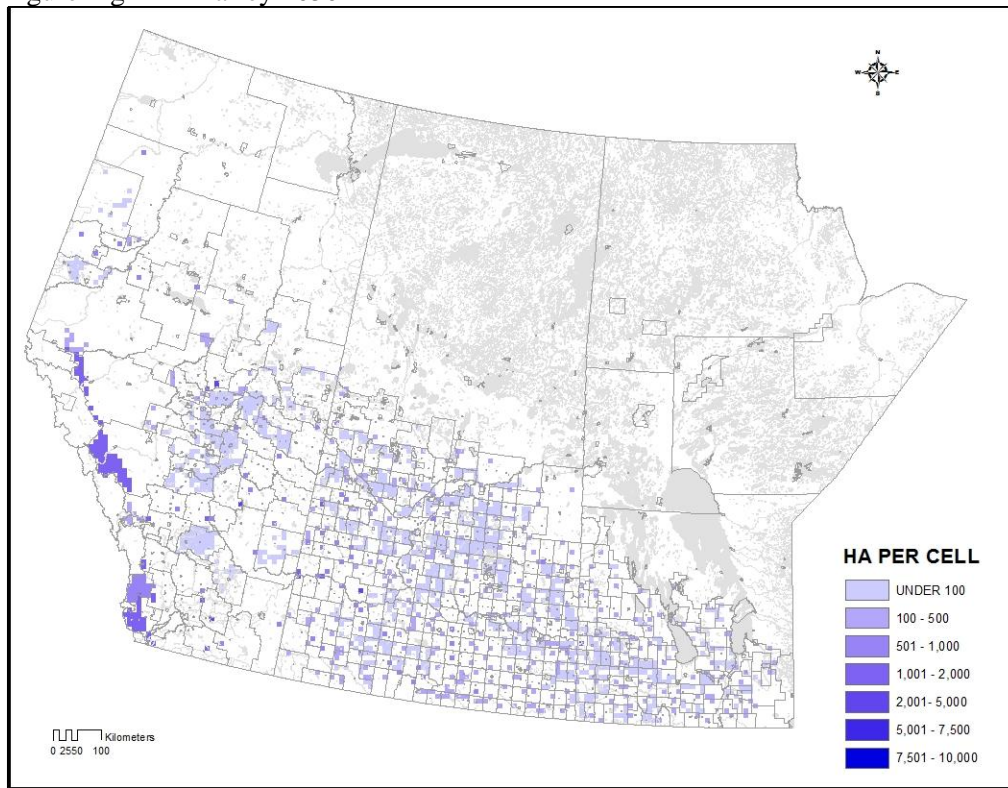 N
W E
S
HA PER CELL
UNDER 100
100 - 500
501 - 1,000
1,001 - 2,000
2,001 - 5,000
5,001 - 7,500
7,501 - 10,000
Kilometers
0 2550 100